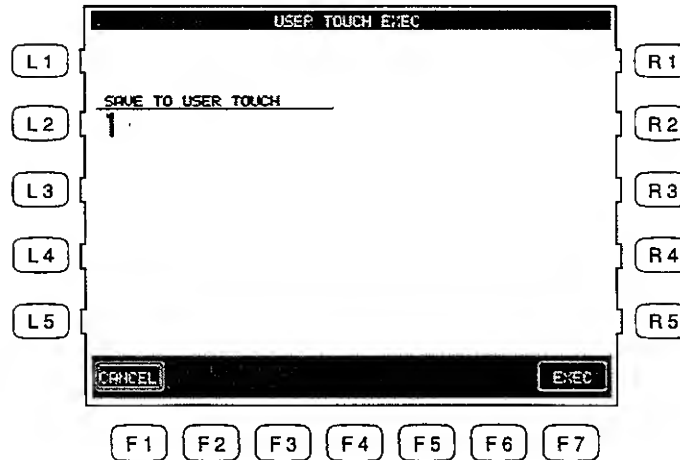 USER TOUCH EXEC
L1 R1
SAVE TO USER TOUCH
L2 1 R2
L3 R3
L4 R4
L5 R5
CANCEL EXEC
F1 F2 F3 F4 F5 F6 F7